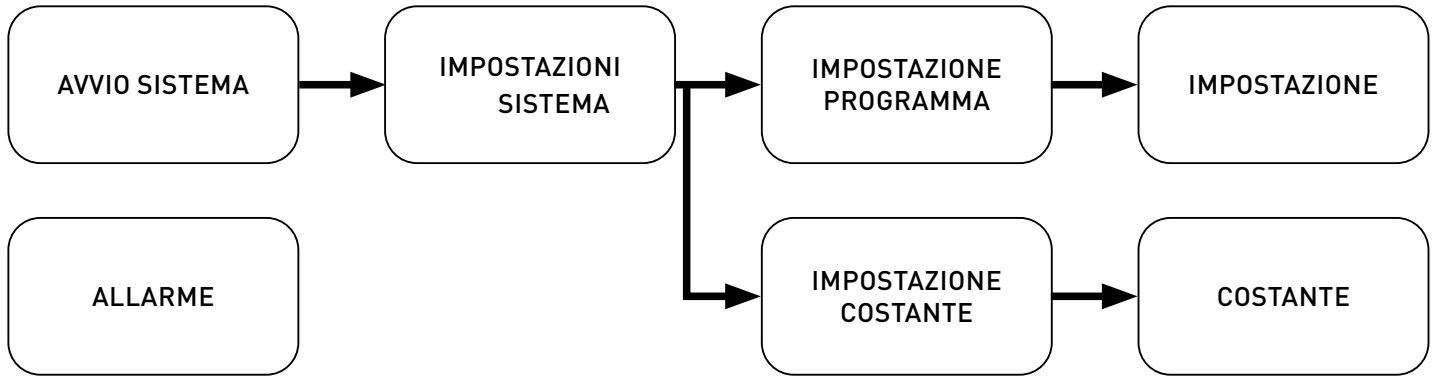 AVVIO SISTEMA
IMPOSTAZIONI
SISTEMA
IMPOSTAZIONE
PROGRAMMA
IMPOSTAZIONE
ALLARME
IMPOSTAZIONE
COSTANTE
COSTANTE